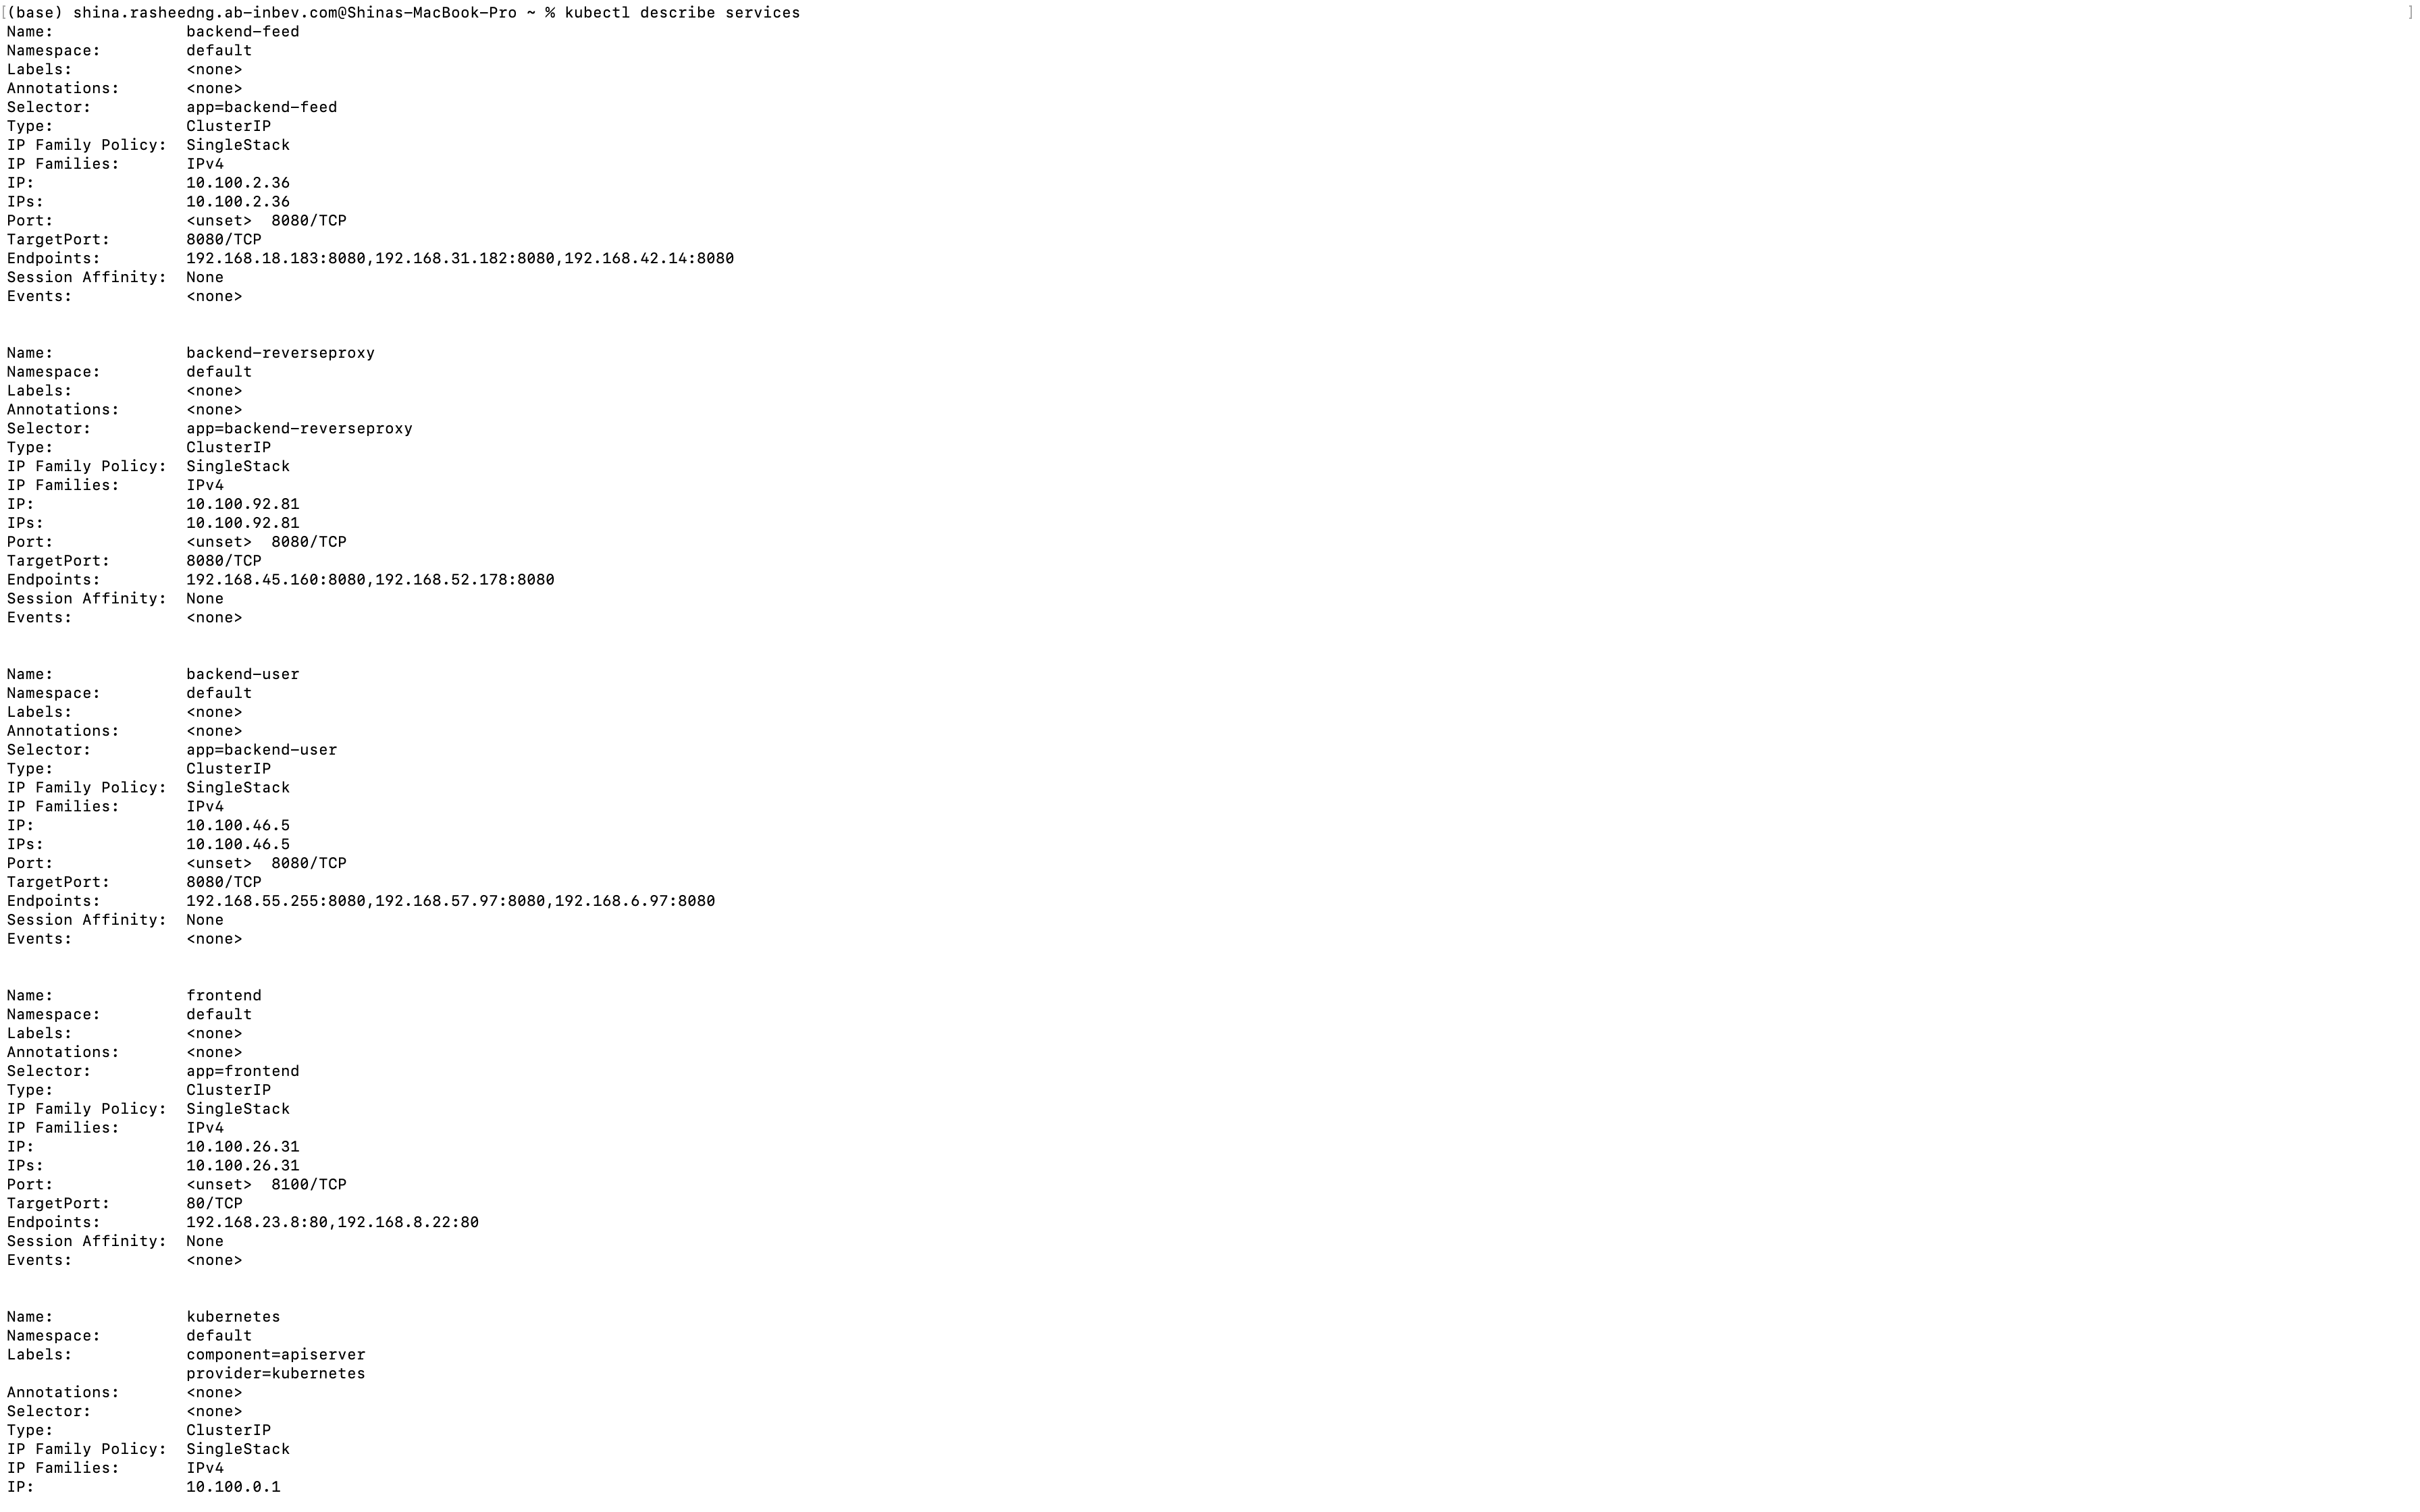 (base) shina.rasheedng.ab-inbev.com@Shinas-MacBook-Pro ~ % kubectl describe services
Name:              backend-feed
Namespace:         default
Labels:            <none>
Annotations:       <none>
Selector:          app=backend-feed
Type:              ClusterIP
IP Family Policy:  SingleStack
IP Families:       IPv4
IP:                10.100.2.36
IPs:               10.100.2.36
Port:              <unset>  8080/TCP
TargetPort:        8080/TCP
Endpoints:         192.168.18.183:8080,192.168.31.182:8080,192.168.42.14:8080
Session Affinity:  None
Events:            <none>
Name:              backend-reverseproxy
Namespace:         default
Labels:            <none>
Annotations:       <none>
Selector:          app=backend-reverseproxy
Type:              ClusterIP
IP Family Policy:  SingleStack
IP Families:       IPv4
IP:                10.100.92.81
IPs:               10.100.92.81
Port:              <unset>  8080/TCP
TargetPort:        8080/TCP
Endpoints:         192.168.45.160:8080,192.168.52.178:8080
Session Affinity:  None
Events:            <none>
Name:              backend-user
Namespace:         default
Labels:            <none>
Annotations:       <none>
Selector:          app=backend-user
Type:              ClusterIP
IP Family Policy:  SingleStack
IP Families:       IPv4
IP:                10.100.46.5
IPs:               10.100.46.5
Port:              <unset>  8080/TCP
TargetPort:        8080/TCP
Endpoints:         192.168.55.255:8080,192.168.57.97:8080,192.168.6.97:8080
Session Affinity:  None
Events:            <none>
Name:              frontend
Namespace:         default
Labels:            <none>
Annotations:       <none>
Selector:          app=frontend
Type:              ClusterIP
IP Family Policy:  SingleStack
IP Families:       IPv4
IP:                10.100.26.31
IPs:               10.100.26.31
Port:              <unset>  8100/TCP
TargetPort:        80/TCP
Endpoints:         192.168.23.8:80,192.168.8.22:80
Session Affinity:  None
Events:            <none>
Name:              kubernetes
Namespace:         default
Labels:            component=apiserver
                   provider=kubernetes
Annotations:       <none>
Selector:          <none>
Type:              ClusterIP
IP Family Policy:  SingleStack
IP Families:       IPv4
IP:                10.100.0.1